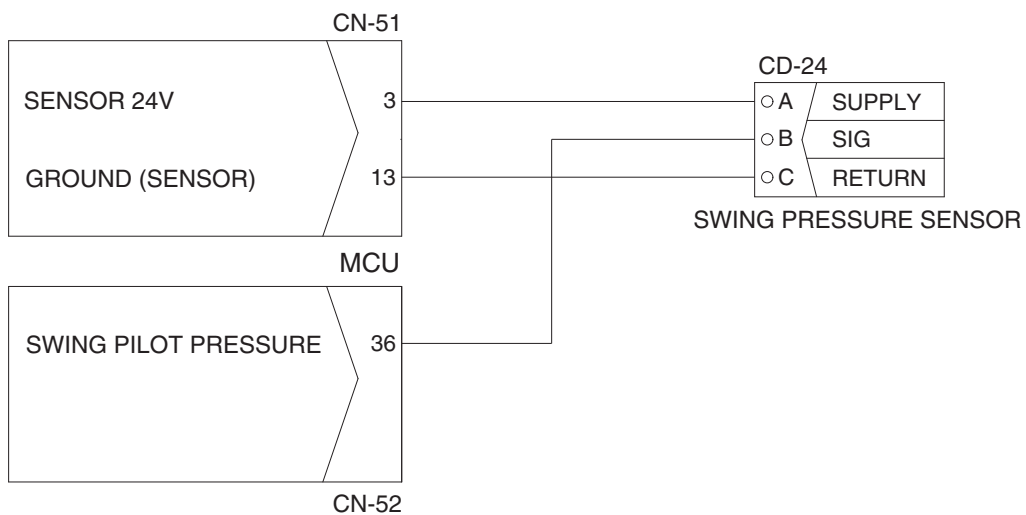 CN-51
SENSOR 24V 3
GROUND (SENSOR) 13
MCU
SWING PILOT PRESSURE 36
CN-52
CD-24
A SUPPLY
B SIG
C RETURN
SWING PRESSURE SENSOR